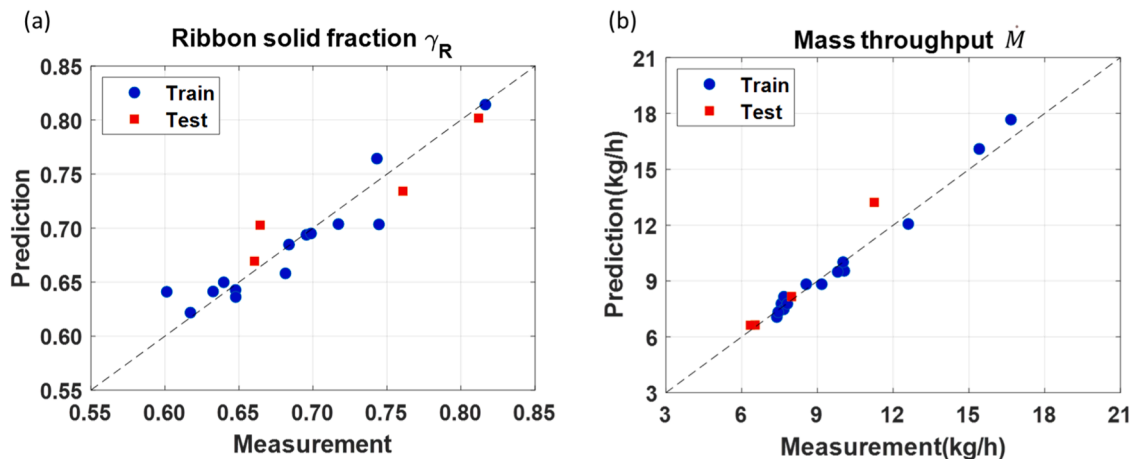 (a)
Ribbon solid fraction γR
0.85
0.80
0.75
0.70
0.65
0.60
0.55
Prediction
Train
Test
0.55 0.60 0.65 0.70 0.75 0.80 0.85
Measurement
(b)
Mass throughput Ṁ
21
18
15
12
9
6
3
Prediction(kg/h)
Train
Test
3 6 9 12 15 18 21
Measurement(kg/h)